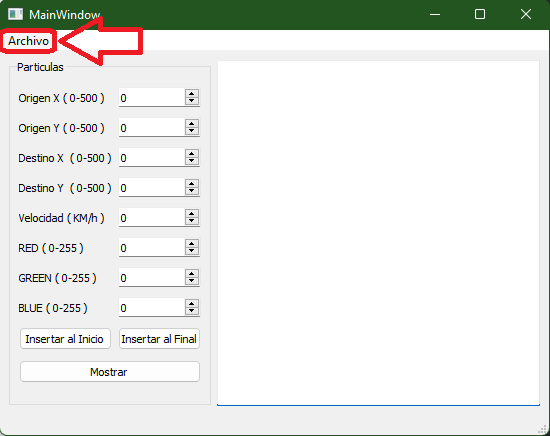 MainWindow
Archivo
Particulas
Origen X ( 0-500 ) 0
Origen Y ( 0-500 ) 0
Destino X ( 0-500 ) 0
Destino Y ( 0-500 ) 0
Velocidad ( KM/h ) 0
RED ( 0-255 ) 0
GREEN ( 0-255 ) 0
BLUE ( 0-255 ) 0
Insertar al Inicio Insertar al Final
Mostrar